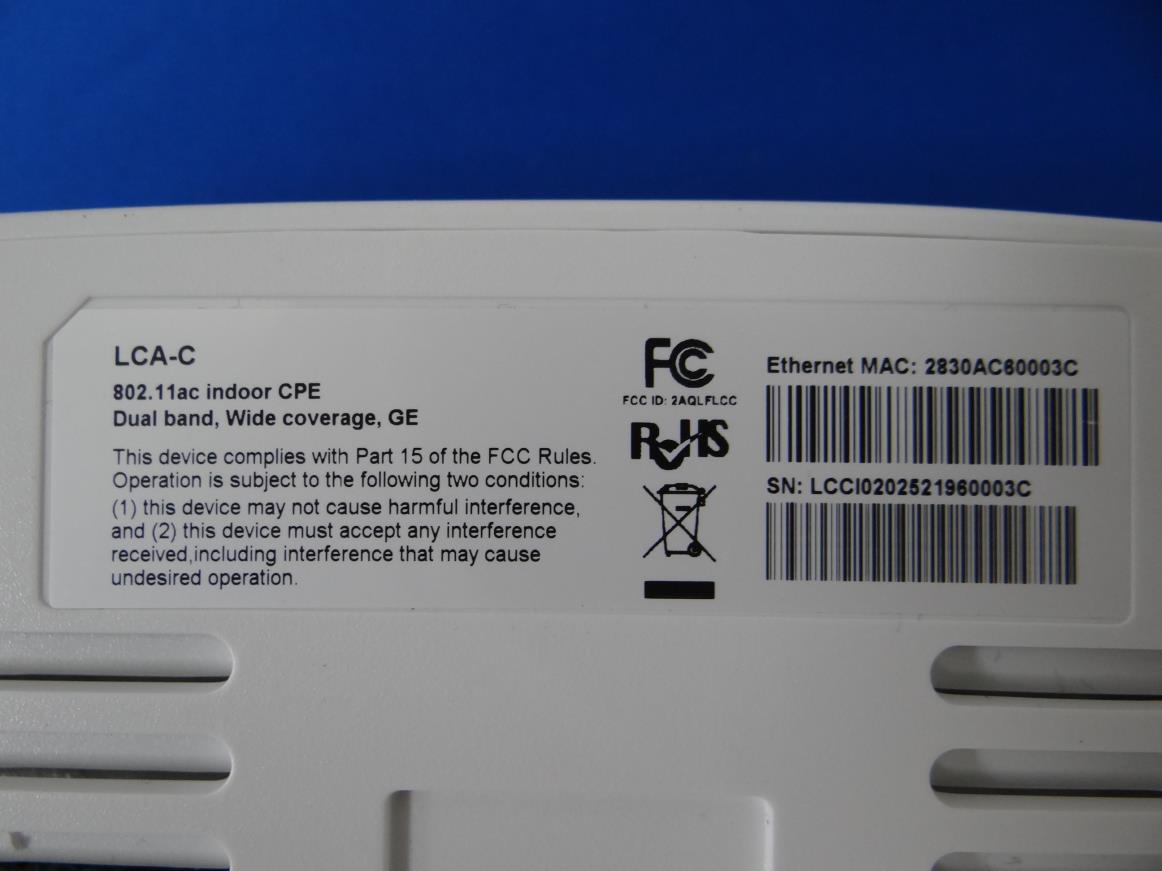 LCA-C
802.11ac indoor CPE
Dual band, Wide coverage, GE
This device complies with Part 15 of the FCC Rules.
Operation is subject to the following two conditions:
(1) this device may not cause harmful interference,
and (2) this device must accept any interference
received,including interference that may cause
undesired operation.
FC
FCC ID: 2AQLFLCC
RoHS
Ethernet MAC: 2830AC60003C
SN: LCCI0202521960003C